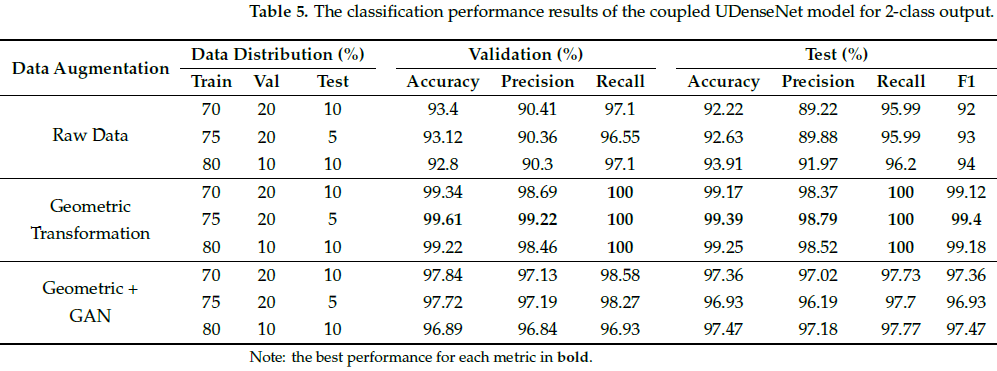 Table 5. The classification performance results of the coupled UDenseNet model for 2-class output.
Data Augmentation Data Distribution (%) Validation (%) Test (%)
Train Val Test Accuracy Precision Recall Accuracy Precision Recall F1
Raw Data
70 20 10 93.4 90.41 97.1 92.22 89.22 95.99 92
75 20 5 93.12 90.36 96.55 92.63 89.88 95.99 93
80 10 10 92.8 90.3 97.1 93.91 91.97 96.2 94
Geometric Transformation
70 20 10 99.34 98.69 100 99.17 98.37 100 99.12
75 20 5 99.61 99.22 100 99.39 98.79 100 99.4
80 10 10 99.22 98.46 100 99.25 98.52 100 99.18
Geometric + GAN
70 20 10 97.84 97.13 98.58 97.36 97.02 97.73 97.36
75 20 5 97.72 97.19 98.27 96.93 96.19 97.7 96.93
80 10 10 96.89 96.84 96.93 97.47 97.18 97.77 97.47
Note: the best performance for each metric in bold.